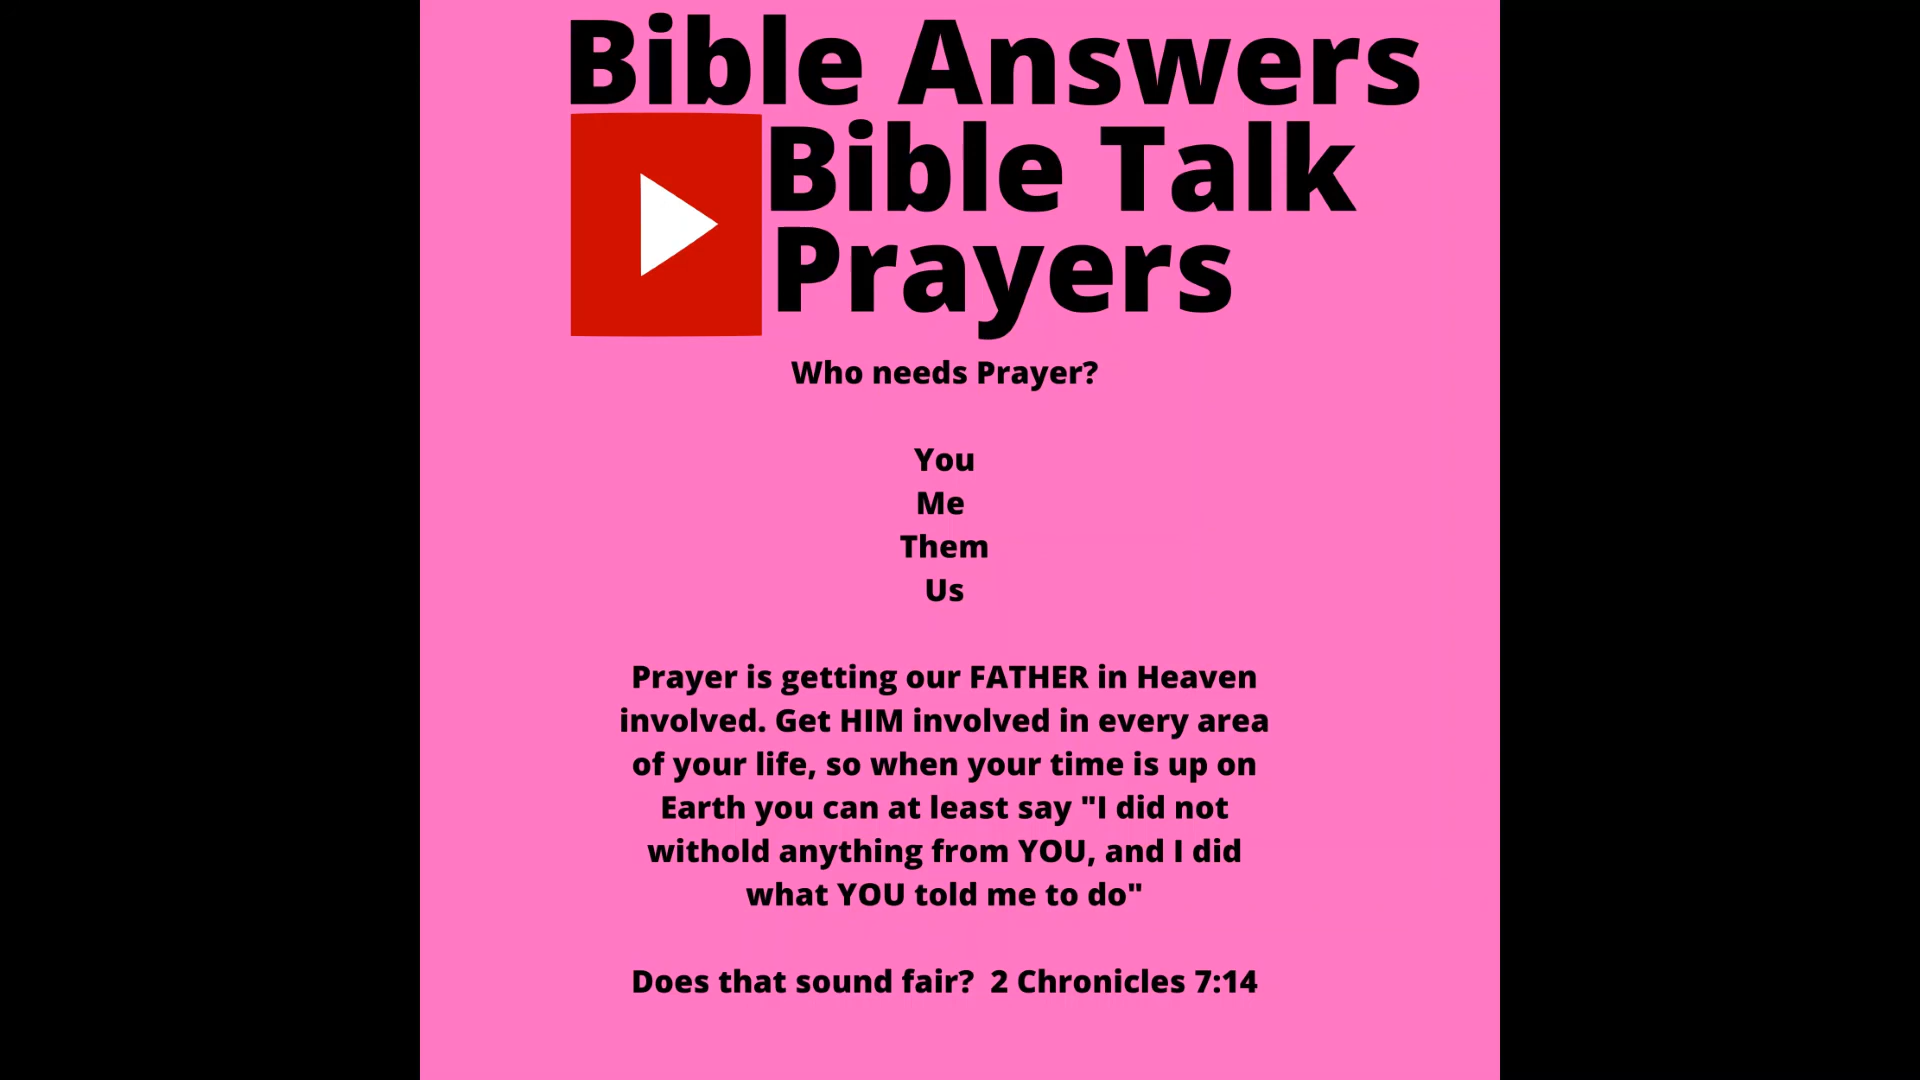 Bible Answers
Bible Talk
Prayers
Who needs Prayer?
You
Me
Them
Us
Prayer is getting our FATHER in Heaven
involved. Get HIM involved in every area
of your life, so when your time is up on
Earth you can at least say "I did not
withold anything from YOU, and I did
what YOU told me to do"
Does that sound fair?  2 Chronicles 7:14